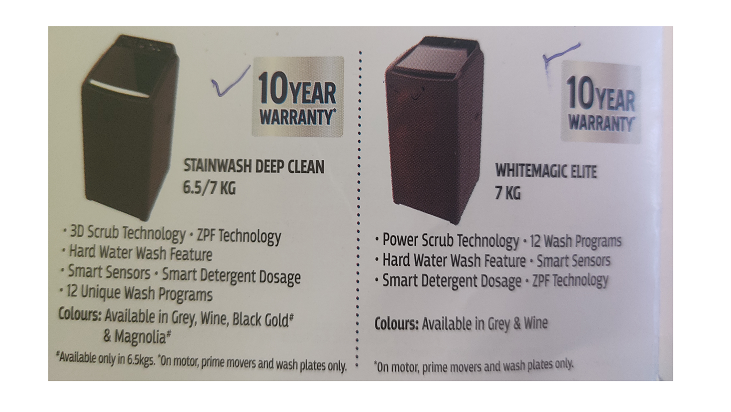 10 YEAR
WARRANTY*
STAINWASH DEEP CLEAN
6.5/7 KG
• 3D Scrub Technology • ZPF Technology
• Hard Water Wash Feature
• Smart Sensors • Smart Detergent Dosage
• 12 Unique Wash Programs
Colours: Available in Grey, Wine, Black Gold#
& Magnolia#
#Available only in 6.5kgs. *On motor, prime movers and wash plates only.
10 YEAR
WARRANTY*
WHITEMAGIC ELITE
7 KG
• Power Scrub Technology • 12 Wash Programs
• Hard Water Wash Feature • Smart Sensors
• Smart Detergent Dosage • ZPF Technology
Colours: Available in Grey & Wine
*On motor, prime movers and wash plates only.